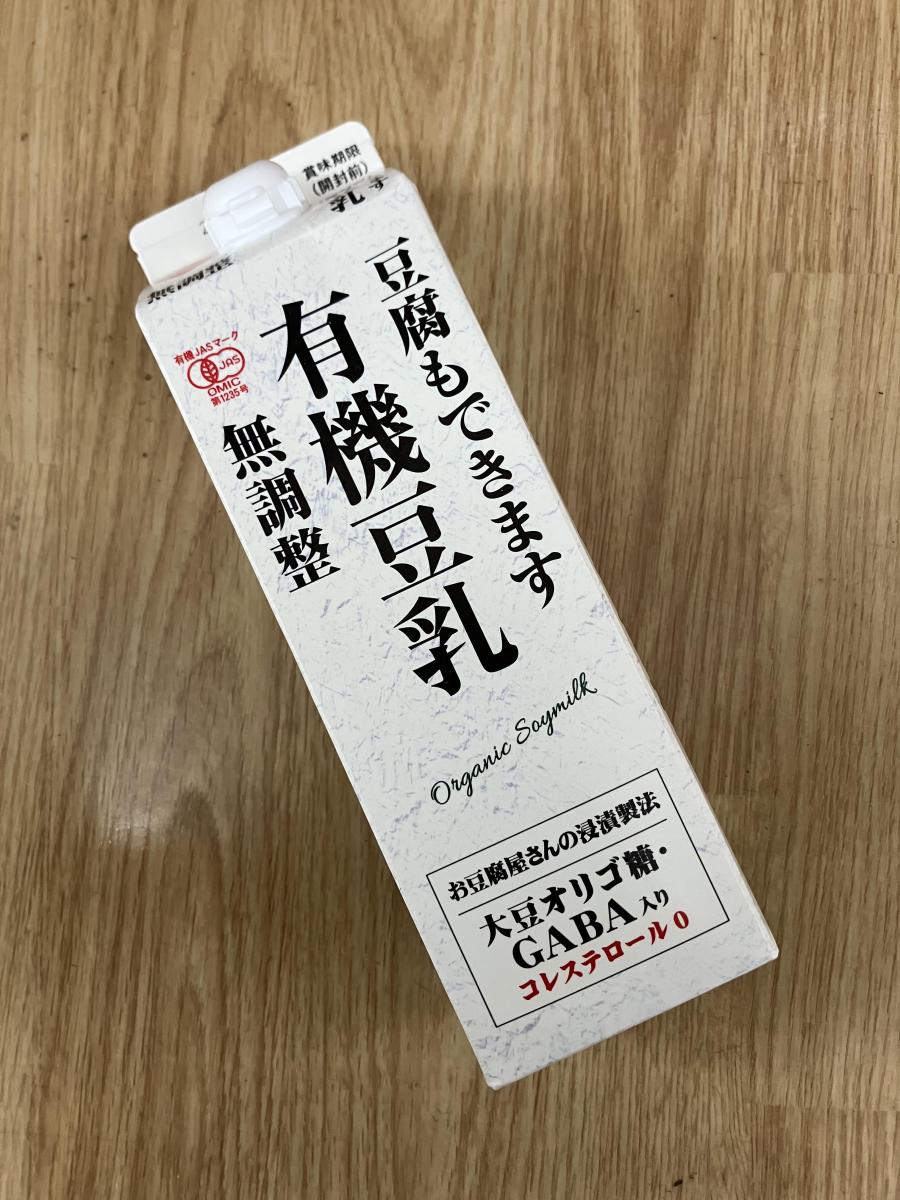 賞味期限
(開封前)
豆腐もできます
有機豆乳
無調整
有機JASマーク
JAS
OMIC
第1235号
Organic Soymilk
お豆腐屋さんの浸漬製法
大豆オリゴ糖・
GABA入り
コレステロール0